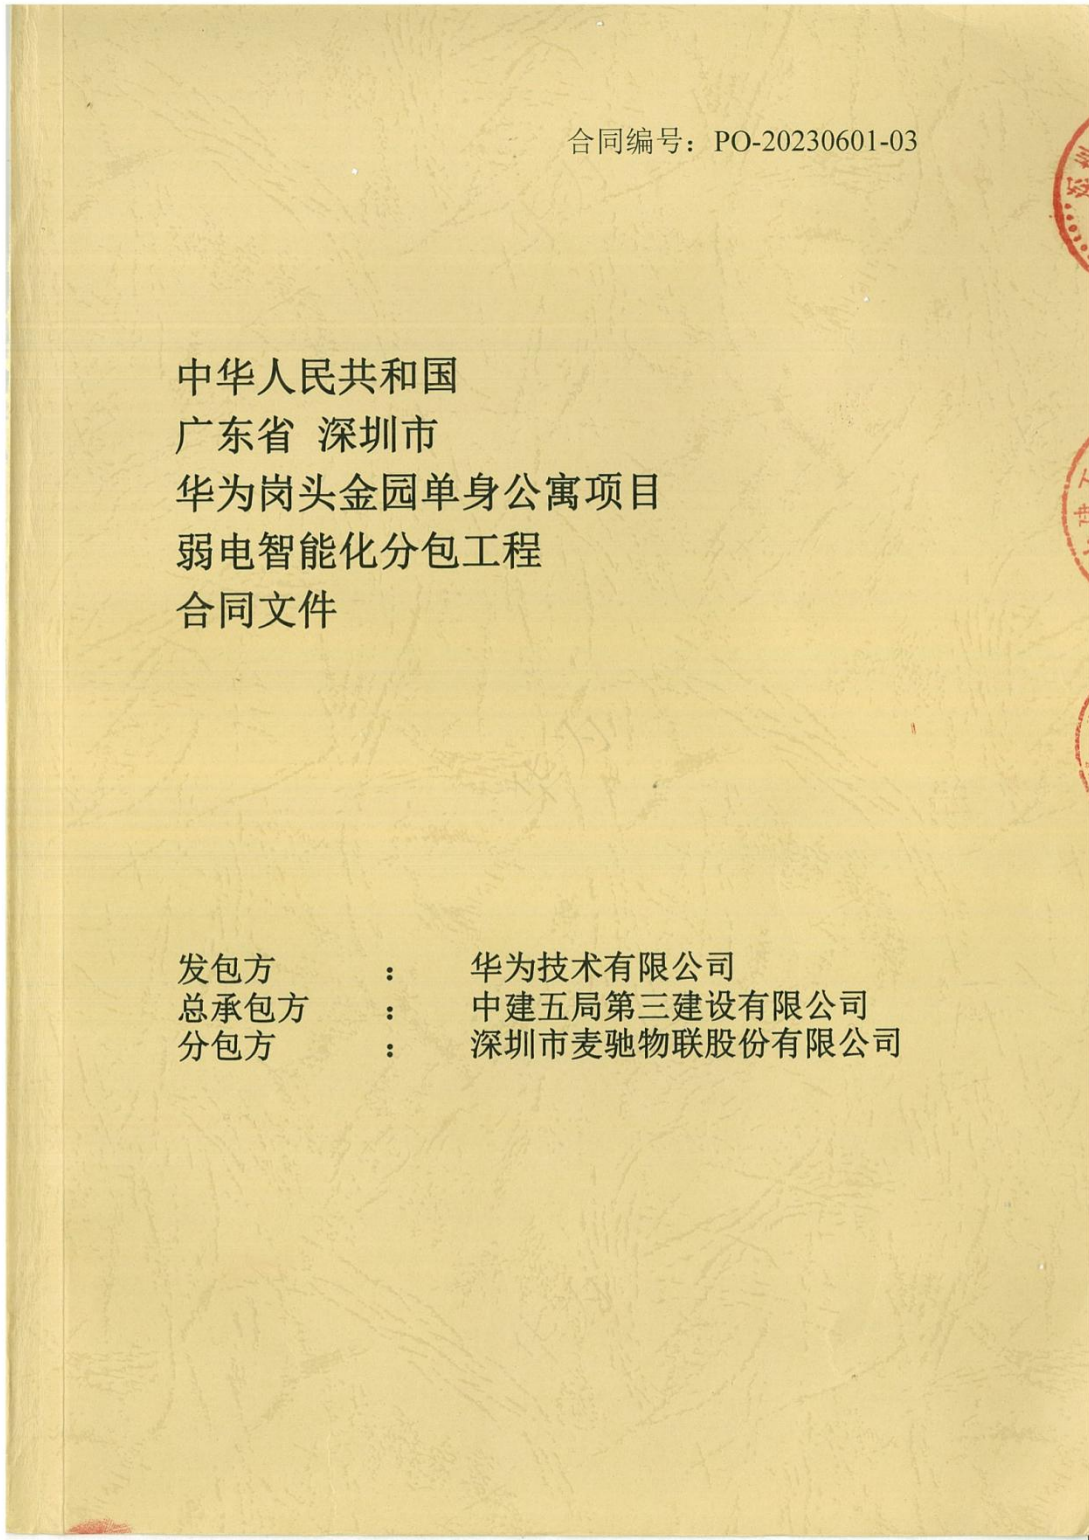 合同编号：PO-20230601-03
中华人民共和国
广东省 深圳市
华为岗头金园单身公寓项目
弱电智能化分包工程
合同文件
发包方 ： 华为技术有限公司
总承包方 ： 中建五局第三建设有限公司
分包方 ： 深圳市麦驰物联股份有限公司